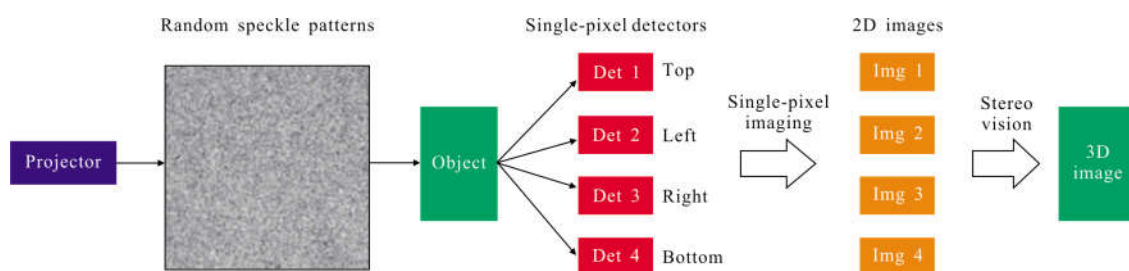 Random speckle patterns
Single-pixel detectors
2D images
Projector
Object
Det 1
Top
Det 2
Left
Det 3
Right
Det 4
Bottom
Single-pixel
imaging
Img 1
Img 2
Img 3
Img 4
Stereo
vision
3D
image